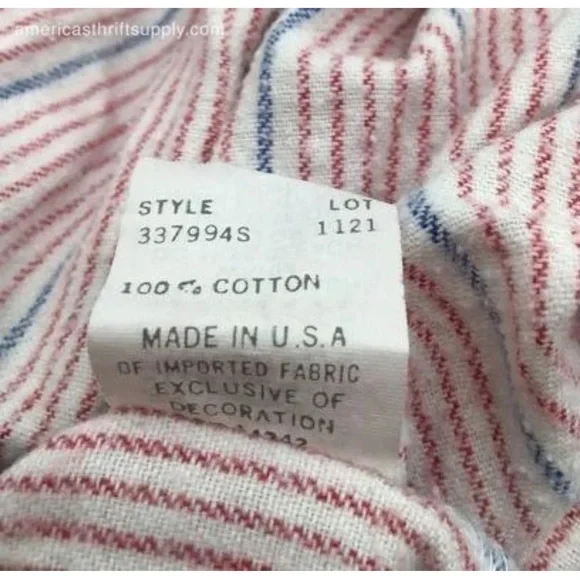 americasthriftsupply.com
STYLE LOT
337994S 1121
100% COTTON
MADE IN U.S.A
OF IMPORTED FABRIC
EXCLUSIVE OF
DECORATION